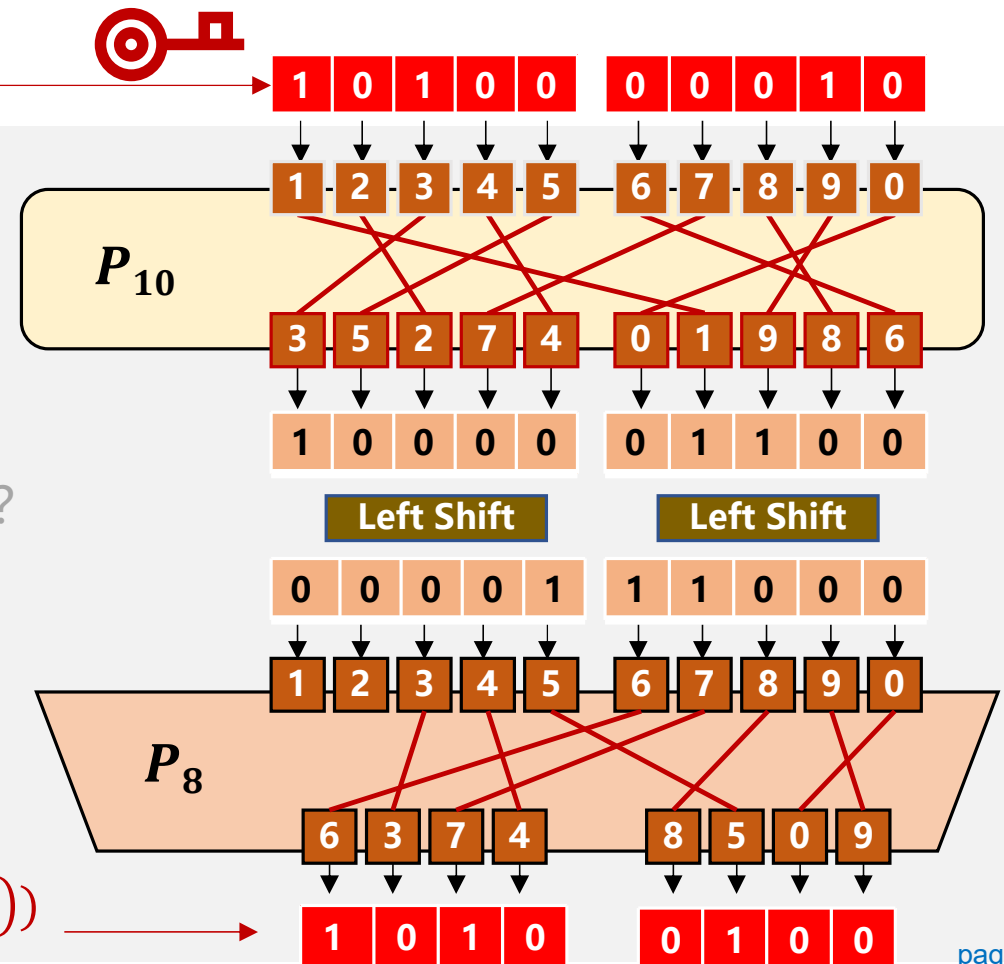 1 0 1 0 0 0 0 0 1 0
1 2 3 4 5 6 7 8 9 0
P10
3 5 2 7 4 0 1 9 8 6
1 0 0 0 0 0 1 1 0 0
?
Left Shift Left Shift
0 0 0 0 1 1 1 0 0 0
1 2 3 4 5 6 7 8 9 0
P8
6 3 7 4 8 5 0 9
))
1 0 1 0 0 1 0 0
pag